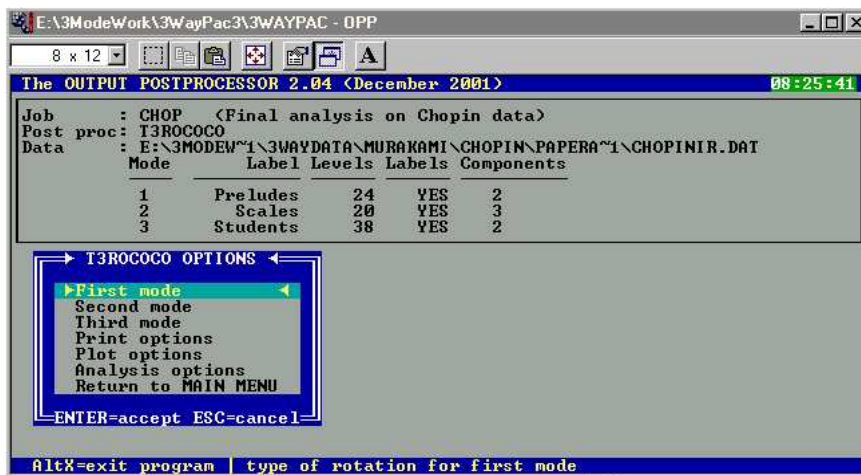 E:\3ModeWork\3WayPac3\3WAYPAC - OPP
8 x 12 A
The OUTPUT POSTPROCESSOR 2.04 (December 2001) 08:25:41
Job : CHOP (Final analysis on Chopin data)
Post proc: T3ROCOCO
Data : E:\3MODEW~1\3WAYDATA\MURAKAMI\CHOPIN\PAPERA~1\CHOPINIR.DAT
Mode Label Levels Labels Components
1 Preludes 24 YES 2
2 Scales 20 YES 3
3 Students 38 YES 2
T3ROCOCO OPTIONS
First mode
Second mode
Third mode
Print options
Plot options
Analysis options
Return to MAIN MENU
ENTER=accept ESC=cancel
AltX=exit program | type of rotation for first mode